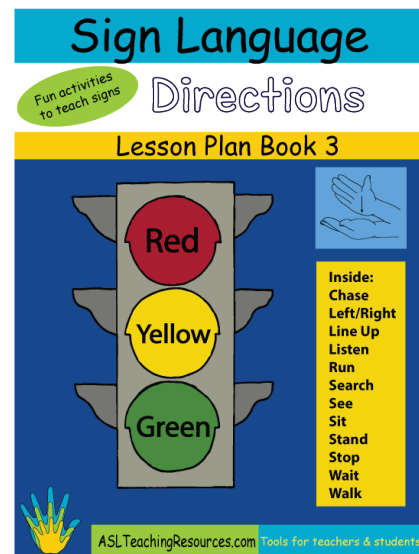 Sign Language
Fun activities
to teach signs
Directions
Lesson Plan Book 3
Red
Yellow
Green
Inside:
Chase
Left/Right
Line Up
Listen
Run
Search
See
Sit
Stand
Stop
Wait
Walk
ASLTeachingResources.com
Tools for teachers & students